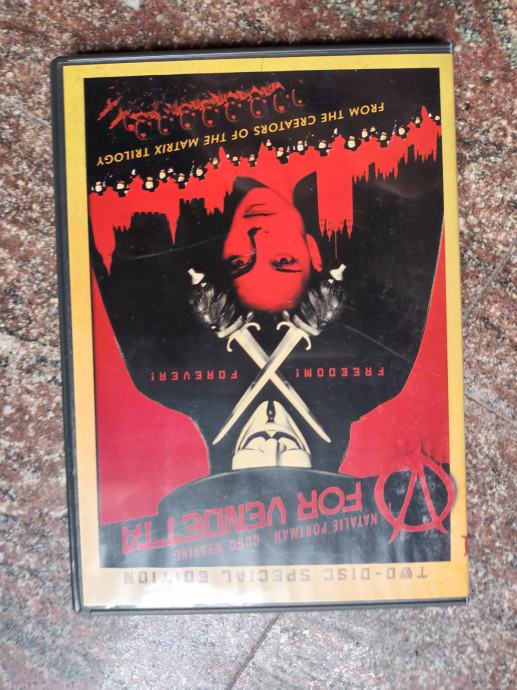 TWO-DISC SPECIAL EDITION
NATALIE PORTMAN HUGO WEAVING
V FOR VENDETTA
FREEDOM! FOREVER!
FROM THE CREATORS OF THE MATRIX TRILOGY